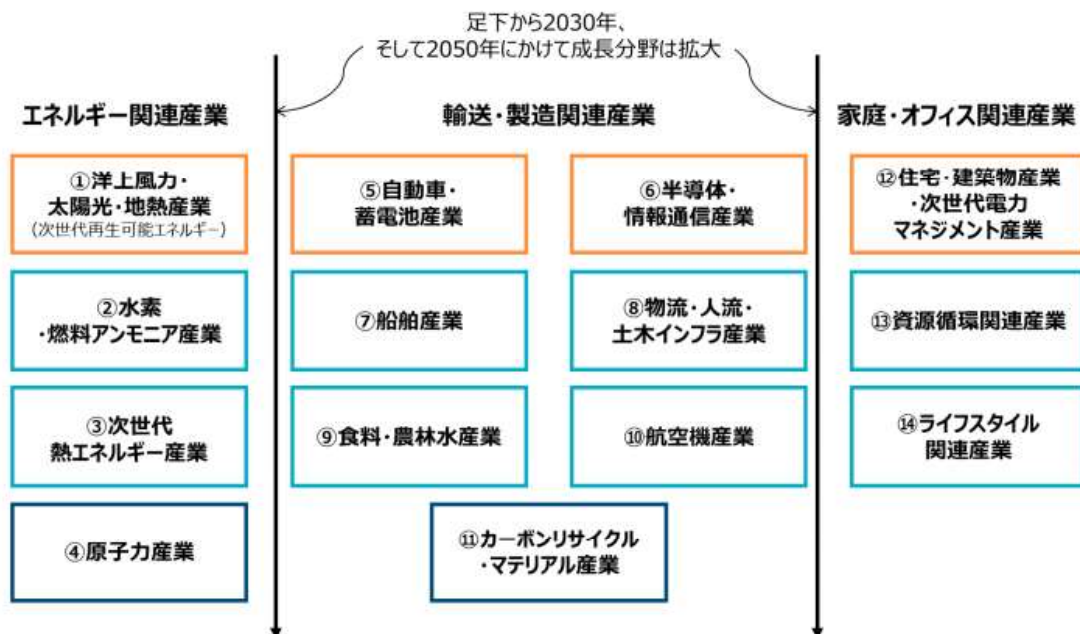 足下から2030年、
そして2050年にかけて成長分野は拡大
エネルギー関連産業
輸送・製造関連産業
家庭・オフィス関連産業
①洋上風力・
太陽光・地熱産業
(次世代再生可能エネルギー)
⑤自動車・
蓄電池産業
⑥半導体・
情報通信産業
⑫住宅・建築物産業
・次世代電力
マネジメント産業
②水素
・燃料アンモニア産業
⑦船舶産業
⑧物流・人流・
土木インフラ産業
⑬資源循環関連産業
③次世代
熱エネルギー産業
⑨食料・農林水産業
⑩航空機産業
⑭ライフスタイル
関連産業
④原子力産業
⑪カーボンリサイクル
・マテリアル産業